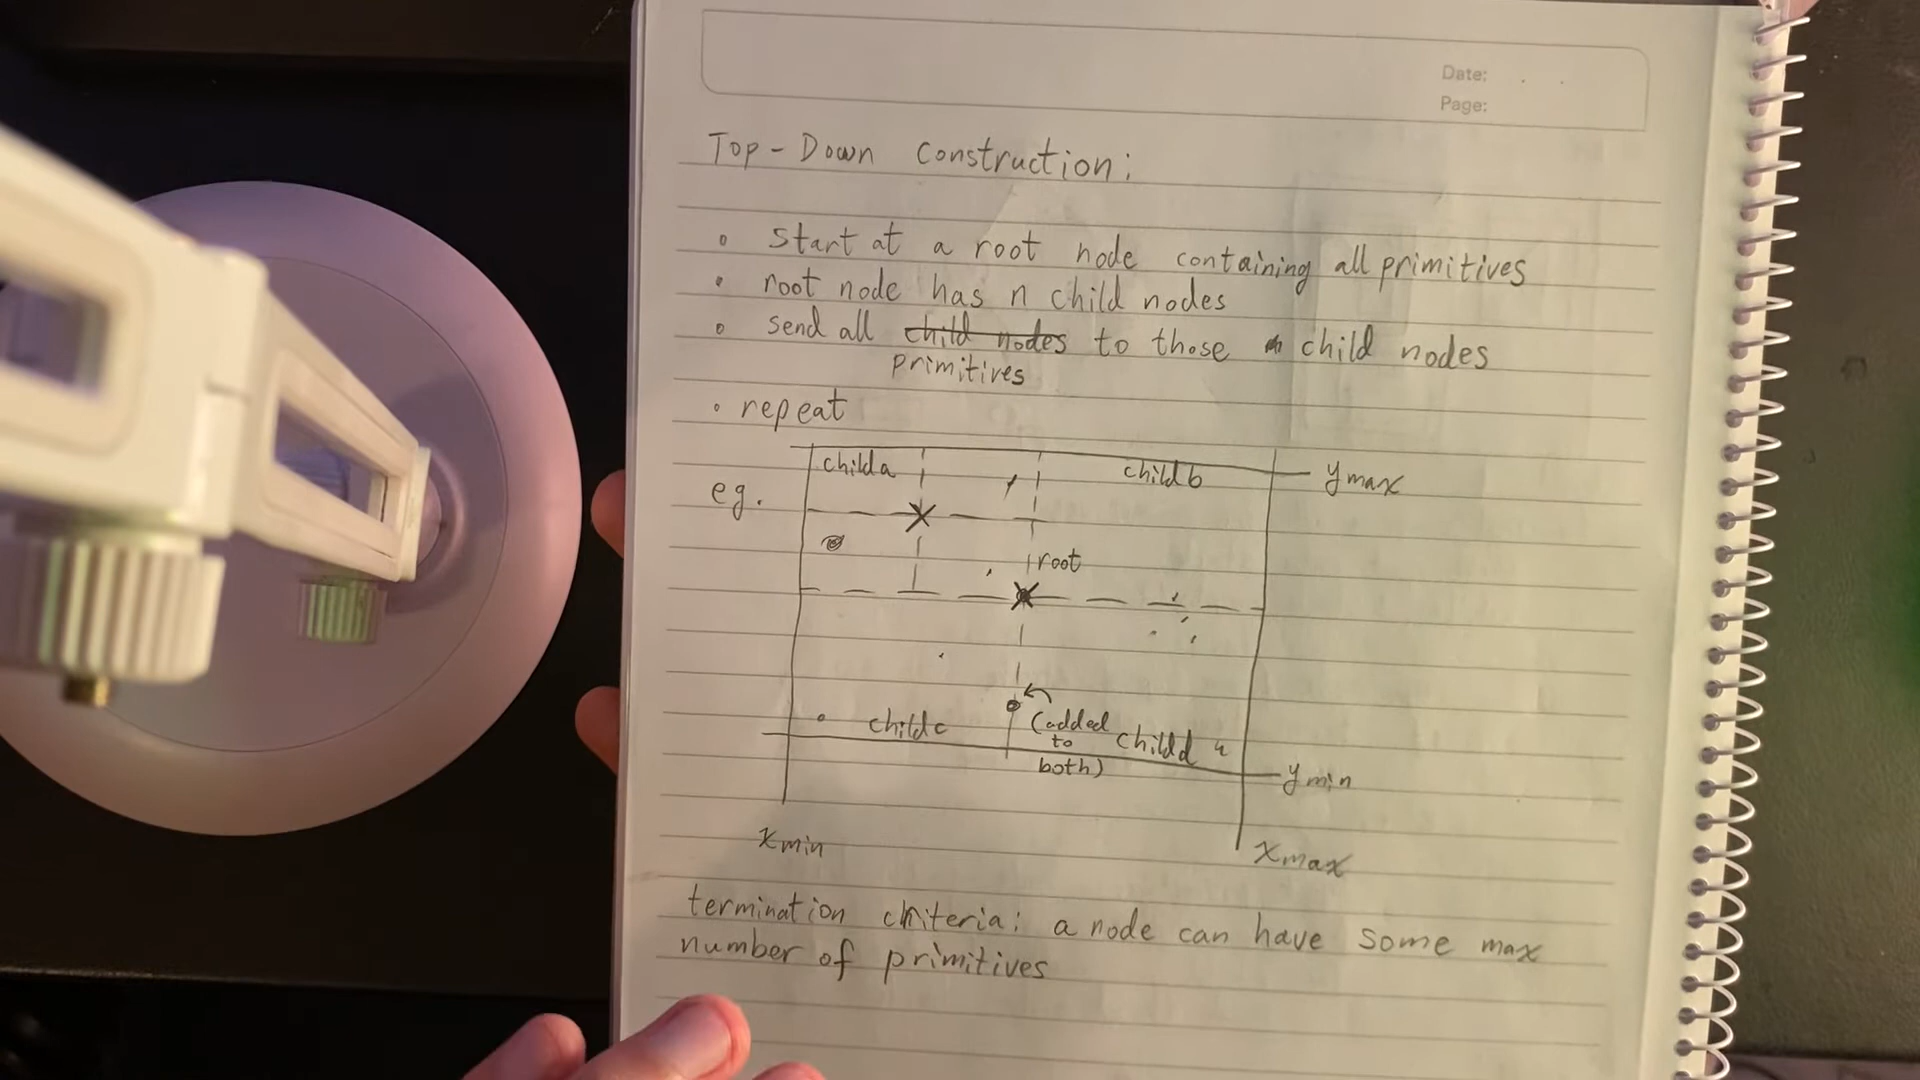 Date:
Page:
Top-Down Construction:
start at a root node containing all primitives
root node has n child nodes
send all child nodes to those child nodes
primitives
repeat
child a
child b
ymax
eg.
root
child c
(added
to
both)
child d
ymin
xmin
xmax
termination criteria: a node can have some max
number of primitives